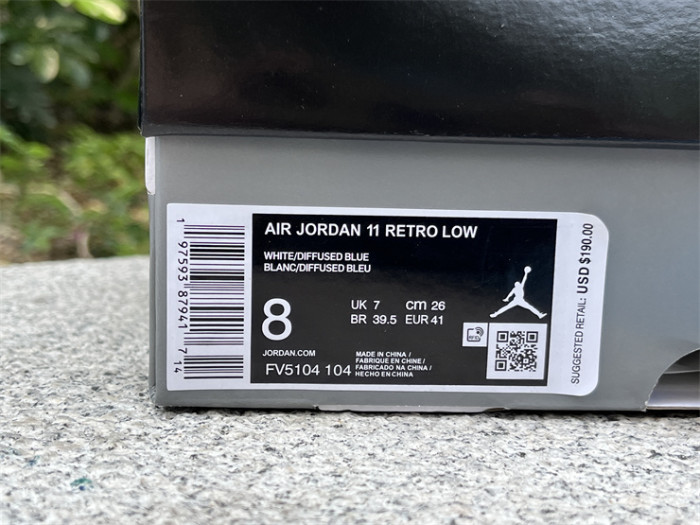 AIR JORDAN 11 RETRO LOW
WHITE/DIFFUSED BLUE
BLANC/DIFFUSED BLEU
8
UK 7 cm 26
BR 39.5 EUR 41
JORDAN.COM
FV5104 104
MADE IN CHINA /
FABRIQUE EN CHINE /
FABRICADO NA CHINA /
HECHO EN CHINA
1 97593 87941 7 14
SUGGESTED RETAIL: USD $190.00